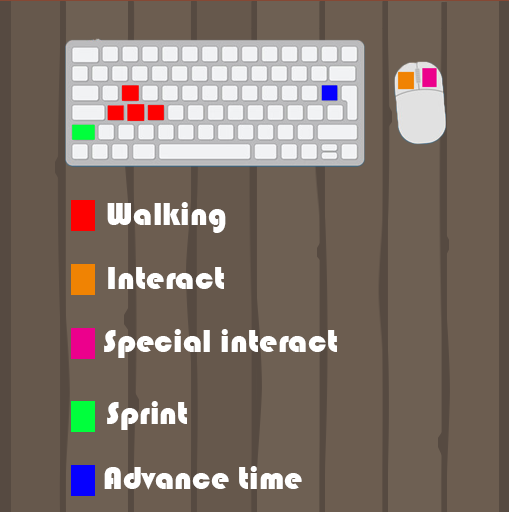 Walking
Interact
Special interact
Sprint
Advance time